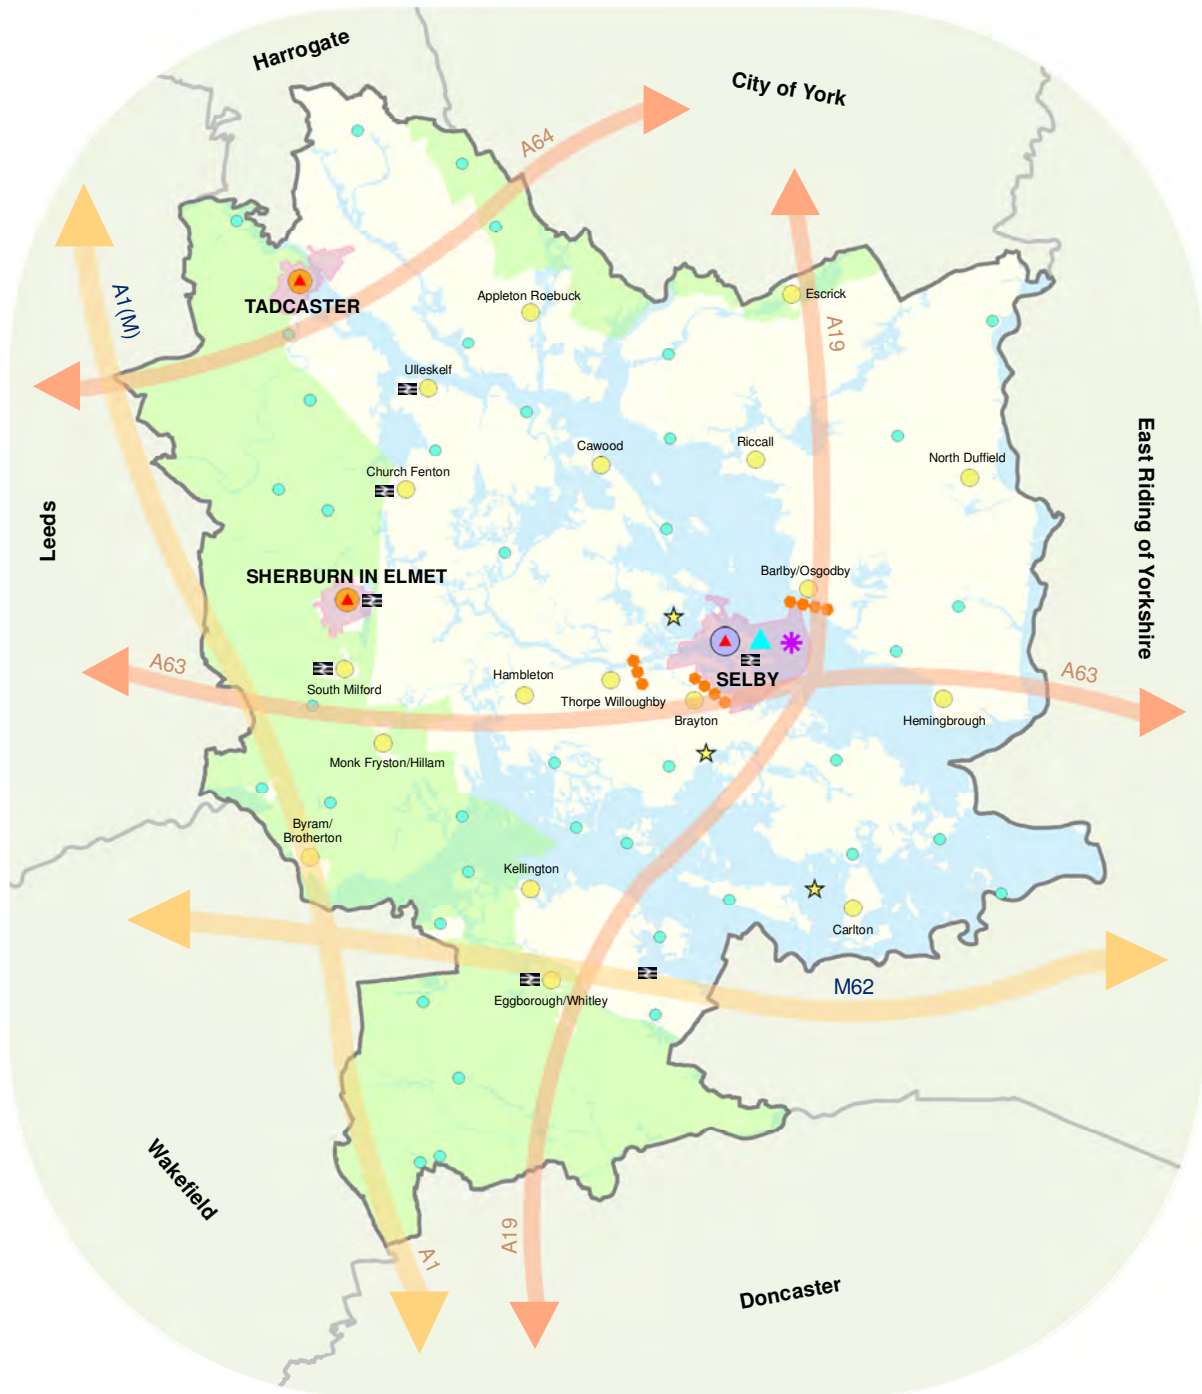 Harrogate
City of York
A64
A1(M)
TADCASTER
Appleton Roebuck
Escrick
A19
Ulleskelf
Cawood
Riccall
Church Fenton
North Duffield
East Riding of Yorkshire
Leeds
SHERBURN IN ELMET
Barlby/Osgodby
A63
South Milford
Hambleton
Thorpe Willoughby
SELBY
Brayton
A63
Hemingbrough
Monk Fryston/Hillam
Byram/
Brotherton
Kellington
Carlton
Eggborough/Whitley
M62
Wakefield
A19
A1
Doncaster